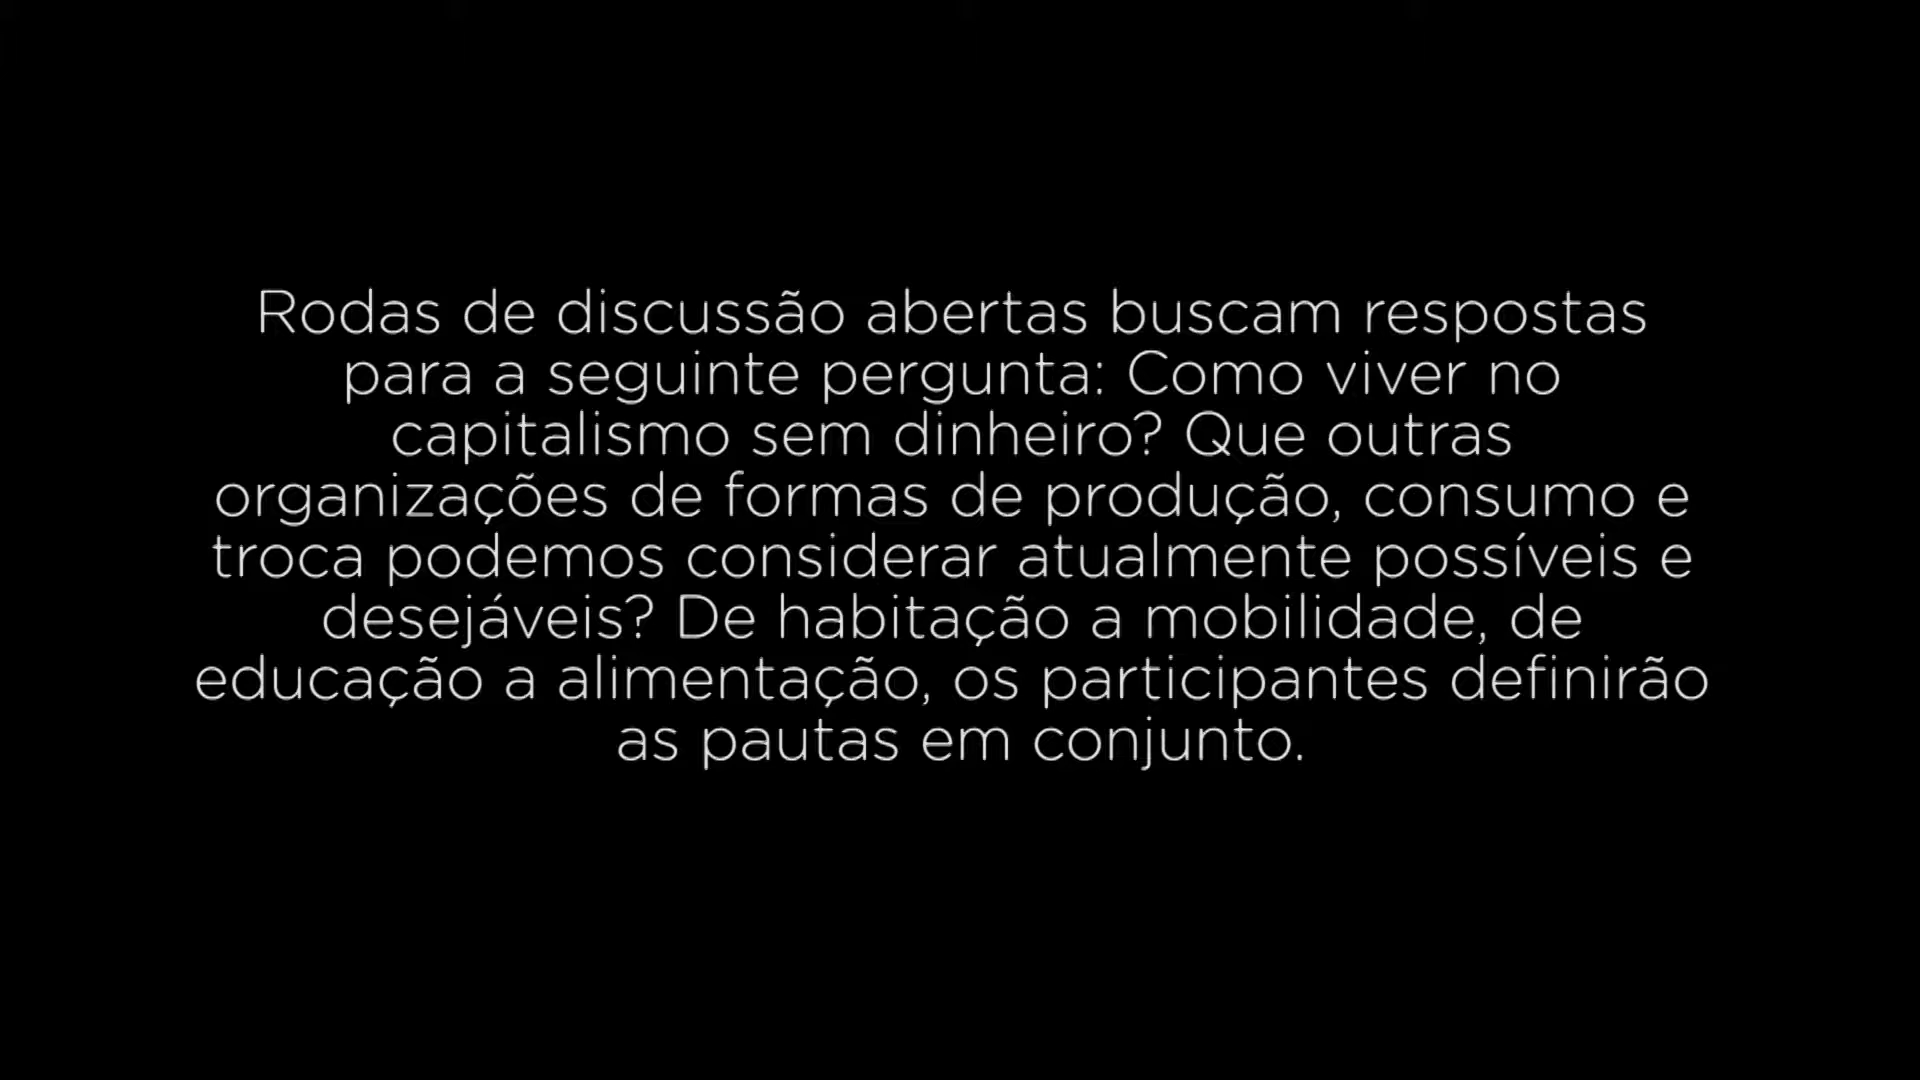 Rodas de discussão abertas buscam respostas
para a seguinte pergunta: Como viver no
capitalismo sem dinheiro? Que outras
organizações de formas de produção, consumo e
troca podemos considerar atualmente possíveis e
desejáveis? De habitação a mobilidade, de
educação a alimentação, os participantes definirão
as pautas em conjunto.